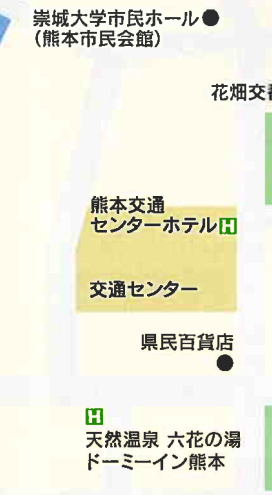 崇城大学市民ホール
(熊本市民会館)
花畑交番
熊本交通
センターホテル H
交通センター
県民百貨店
H
天然温泉 六花の湯
ドーミーイン熊本